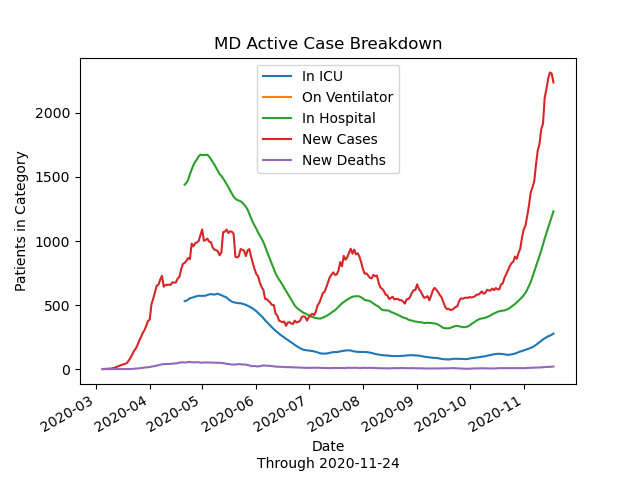 MD Active Case Breakdown
In ICU
On Ventilator
In Hospital
New Cases
New Deaths
Patients in Category
2000
1500
1000
500
0
2020-03
2020-04
2020-05
2020-06
2020-07
2020-08
2020-09
2020-10
2020-11
Date
Through 2020-11-24